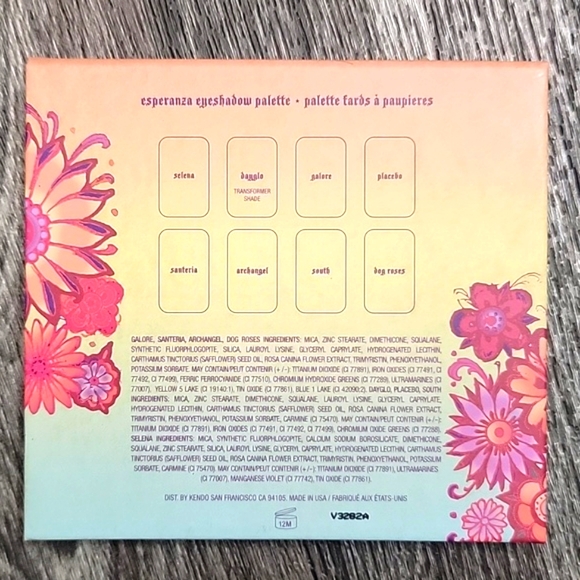 esperanza eyeshadow palette • palette fards à paupieres
selena
dayglo
TRANSFORMER
SHADE
galore
placebo
santeria
archangel
south
dog roses
GALORE, SANTERIA, ARCHANGEL, DOG ROSES INGREDIENTS: MICA, ZINC STEARATE, DIMETHICONE, SQUALANE,
SYNTHETIC FLUORPHLOGOPITE, SILICA, LAUROYL LYSINE, GLYCERYL CAPRYLATE, HYDROGENATED LECITHIN,
CARTHAMUS TINCTORIUS (SAFFLOWER) SEED OIL, ROSA CANINA FLOWER EXTRACT, TRIMYRISTIN, PHENOXYETHANOL,
POTASSIUM SORBATE. MAY CONTAIN/PEUT CONTENIR (+/-): TITANIUM DIOXIDE (CI 77891), IRON OXIDES (CI 77491, CI
77492, CI 77499), FERRIC FERROCYANIDE (CI 77510), CHROMIUM HYDROXIDE GREENS (CI 77289), ULTRAMARINES (CI
77007), YELOW 5 LAKE (CI 19140:1), TIN OXIDE (CI 77861), BLUE 1 LAKE (CI 42090:2). DAYGLO, PLACEBO, SOUTH
INGREDIENTS: MICA, ZINC STEARATE, DIMETHICONE, SQUALANE, LAUROYL LYSINE, GLYCERYL CAPRYLATE,
HYDROGENATED LECITHIN, CARTHAMUS TINCTORIUS (SAFFLOWER) SEED OIL, ROSA CANINA FLOWER EXTRACT,
TRIMYRISTIN, PHENOXYETHANOL, POTASSIUM SORBATE, CARMINE (CI 75470). MAY CONTAIN/PEUT CONTENIR (+/-):
TITANIUM DIOXIDE (CI 77891), IRON OXIDES (CI 77491, CI 77492, CI 77499), CHROMIUM OXIDE GREENS (CI 77288).
SELENA INGREDIENTS: MICA, SYNTHETIC FLUORPHLOGOPITE, CALCIUM SODIUM BOROSILICATE, DIMETHICONE,
SQUALANE, ZINC STEARATE, SILICA, LAUROYL LYSINE, GLYCERYL CAPRYLATE, HYDROGENATED LECITHIN, CARTHAMUS
TINCTORIUS (SAFFLOWER) SEED OIL, ROSA CANINA FLOWER EXTRACT, TRIMYRISTIN, PHENOXYETHANOL, POTASSIUM
SORBATE, CARMINE (CI 75470). MAY CONTAIN/PEUT CONTENIR (+/-): TITANIUM DIOXIDE (CI 77891), ULTRAMARINES
(CI 77007), MANGANESE VIOLET (CI 77742), TIN OXIDE (CI 77861).
DIST. BY KENDO SAN FRANCISCO CA 94105. MADE IN USA / FABRIQUÉ AUX ÉTATS-UNIS
12M
V32B2A